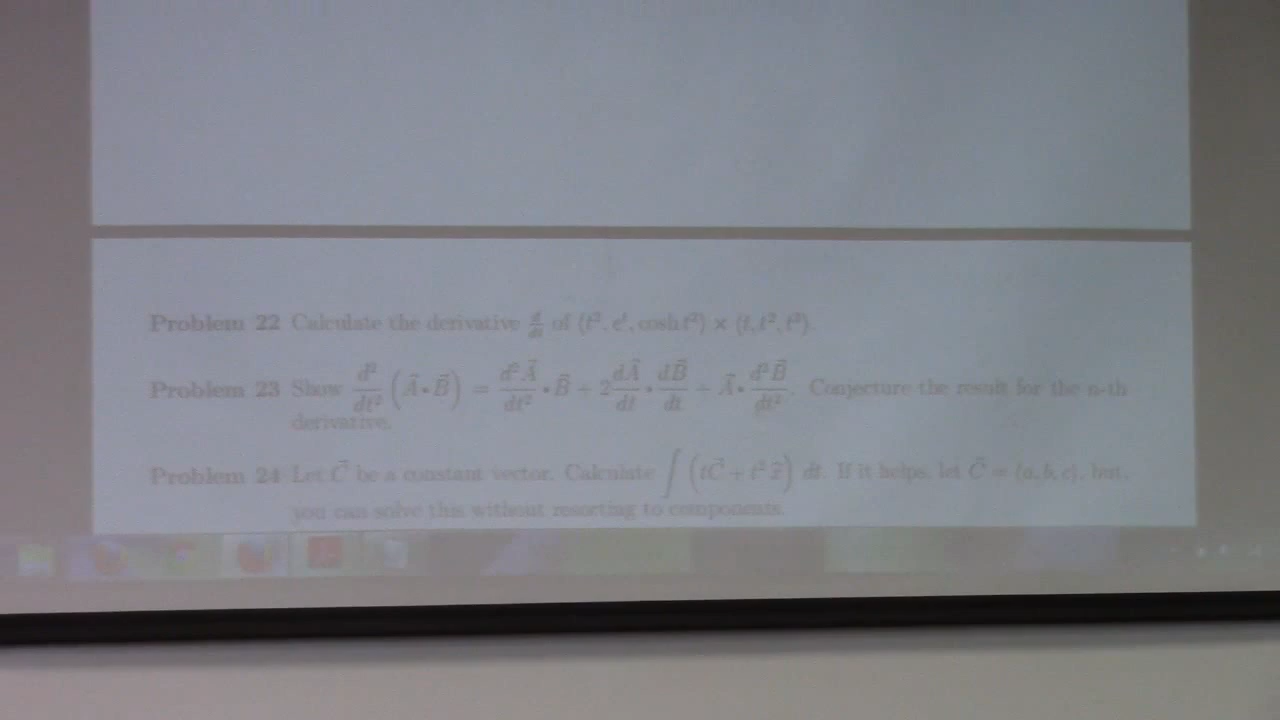 Problem 22 Calculate the derivative d/dt of ⟨t², eᵗ, cosh t²⟩ × ⟨t, t², t³⟩.
Problem 23 Show d²/dt² (A⃗ • B⃗) = d²A⃗/dt² • B⃗ + 2 dA⃗/dt • dB⃗/dt + A⃗ • d²B⃗/dt². Conjecture the result for the n-th
derivative.
Problem 24 Let C⃗ be a constant vector. Calculate ∫ (tC⃗ + t² x̂) dt. If it helps, let C⃗ = ⟨a, b, c⟩, but,
you can solve this without resorting to components.